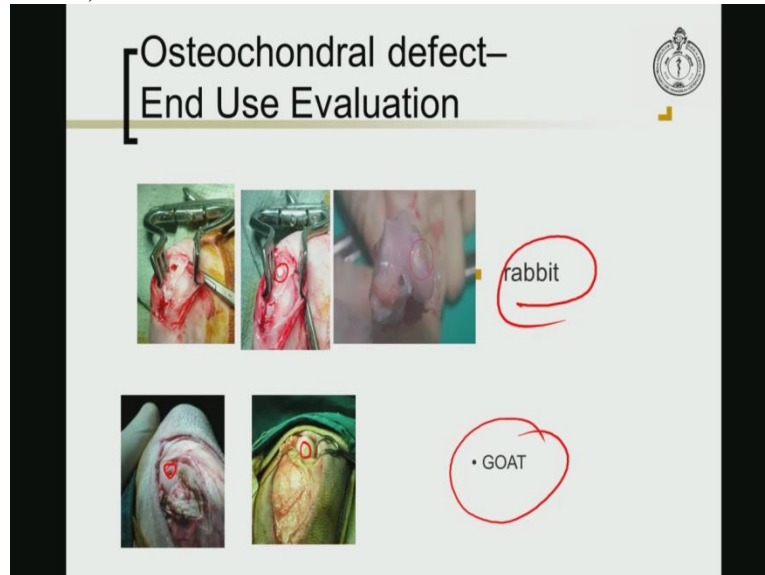 Osteochondral defect–
End Use Evaluation
rabbit
• GOAT